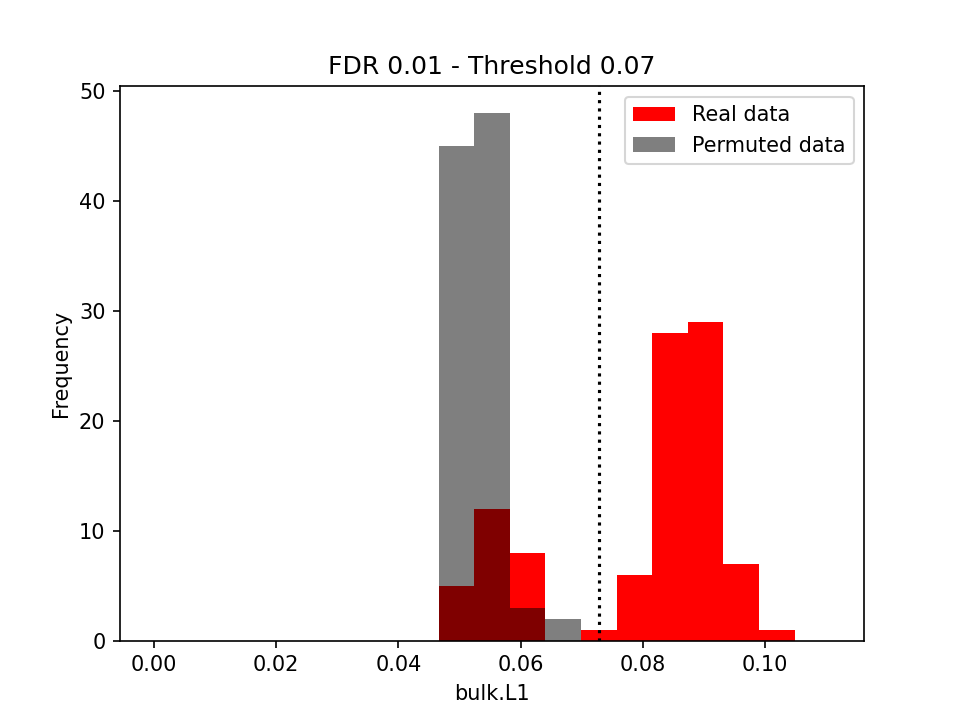 FDR 0.01 - Threshold 0.07
Real data
Permuted data
50
40
30
20
10
0
Frequency
0.00 0.02 0.04 0.06 0.08 0.10
bulk.L1